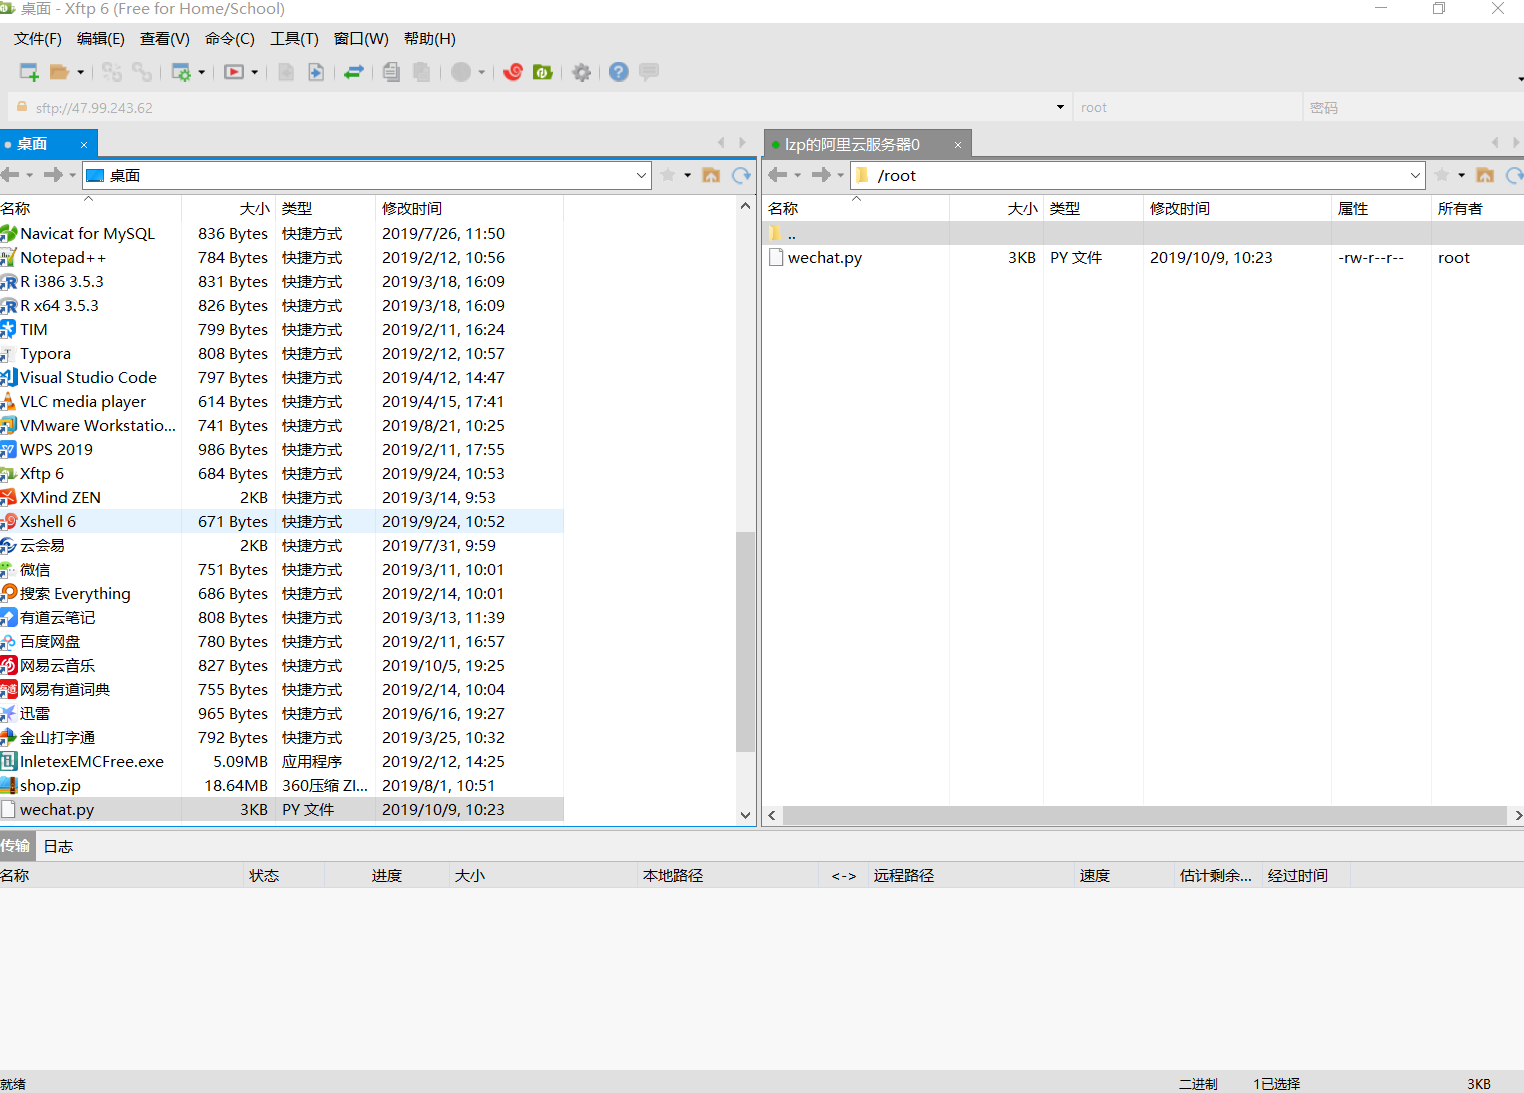 桌面 - Xftp 6 (Free for Home/School)
文件(F) 编辑(E) 查看(V) 命令(C) 工具(T) 窗口(W) 帮助(H)
sftp://47.99.243.62 root 密码
桌面 × lzp的阿里云服务器0 ×
桌面 /root
名称 大小 类型 修改时间
Navicat for MySQL 836 Bytes 快捷方式 2019/7/26, 11:50
Notepad++ 784 Bytes 快捷方式 2019/2/12, 10:56
R i386 3.5.3 831 Bytes 快捷方式 2019/3/18, 16:09
R x64 3.5.3 826 Bytes 快捷方式 2019/3/18, 16:09
TIM 799 Bytes 快捷方式 2019/2/11, 16:24
Typora 808 Bytes 快捷方式 2019/2/12, 10:57
Visual Studio Code 797 Bytes 快捷方式 2019/4/12, 14:47
VLC media player 614 Bytes 快捷方式 2019/4/15, 17:41
VMware Workstatio... 741 Bytes 快捷方式 2019/8/21, 10:25
WPS 2019 986 Bytes 快捷方式 2019/2/11, 17:55
Xftp 6 684 Bytes 快捷方式 2019/9/24, 10:53
XMind ZEN 2KB 快捷方式 2019/3/14, 9:53
Xshell 6 671 Bytes 快捷方式 2019/9/24, 10:52
云会易 2KB 快捷方式 2019/7/31, 9:59
微信 751 Bytes 快捷方式 2019/3/11, 10:01
搜索 Everything 686 Bytes 快捷方式 2019/2/14, 10:01
有道云笔记 808 Bytes 快捷方式 2019/3/13, 11:39
百度网盘 780 Bytes 快捷方式 2019/2/11, 16:57
网易云音乐 827 Bytes 快捷方式 2019/10/5, 19:25
网易有道词典 755 Bytes 快捷方式 2019/2/14, 10:04
迅雷 965 Bytes 快捷方式 2019/6/16, 19:27
金山打字通 792 Bytes 快捷方式 2019/3/25, 10:32
InletexEMCFree.exe 5.09MB 应用程序 2019/2/12, 14:25
shop.zip 18.64MB 360压缩 ZI... 2019/8/1, 10:51
wechat.py 3KB PY 文件 2019/10/9, 10:23
名称 大小 类型 修改时间 属性 所有者
..
wechat.py 3KB PY 文件 2019/10/9, 10:23 -rw-r--r-- root
传输 日志
名称 状态 进度 大小 本地路径 <-> 远程路径 速度 估计剩余... 经过时间
就绪 二进制 1已选择 3KB